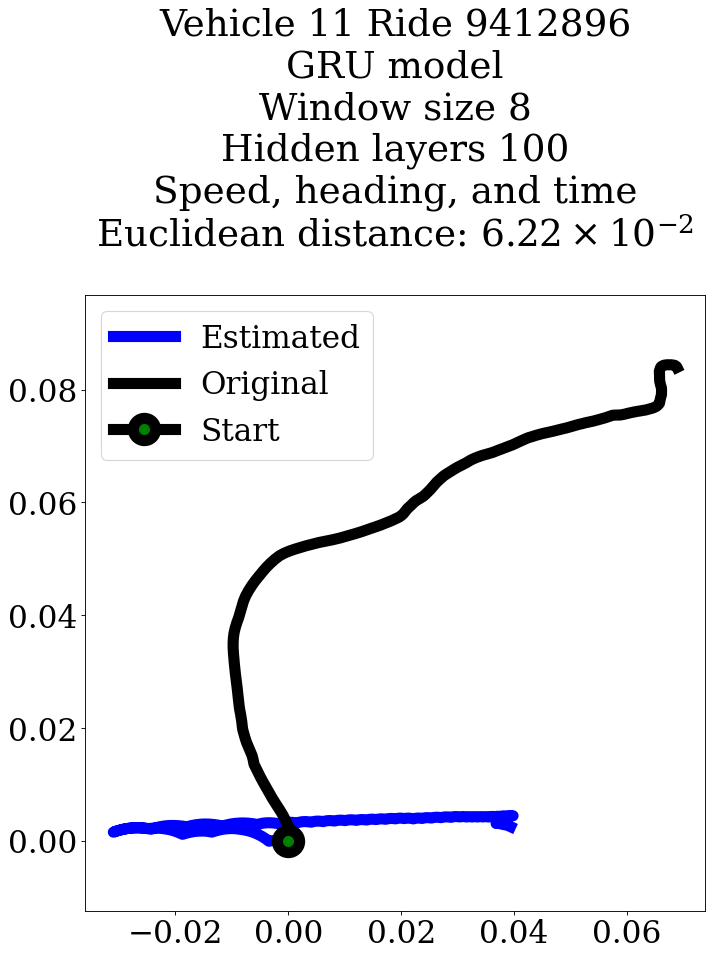 Vehicle 11 Ride 9412896
GRU model
Window size 8
Hidden layers 100
Speed, heading, and time
Euclidean distance: 6.22 × 10⁻²
Estimated
Original
Start
0.08
0.06
0.04
0.02
0.00
−0.02 0.00 0.02 0.04 0.06